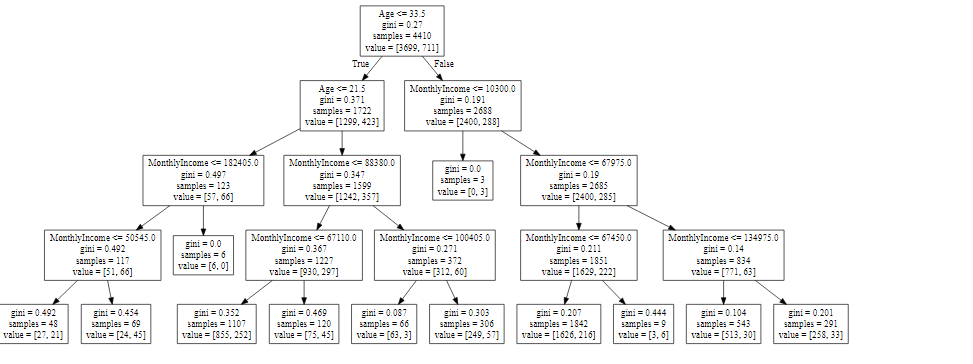 Age <= 33.5
gini = 0.27
samples = 4410
value = [3699, 711]
True
False
Age <= 21.5
gini = 0.371
samples = 1722
value = [1299, 423]
MonthlyIncome <= 10300.0
gini = 0.191
samples = 2688
value = [2400, 288]
MonthlyIncome <= 182405.0
gini = 0.497
samples = 123
value = [57, 66]
MonthlyIncome <= 88380.0
gini = 0.347
samples = 1599
value = [1242, 357]
gini = 0.0
samples = 3
value = [0, 3]
MonthlyIncome <= 67975.0
gini = 0.19
samples = 2685
value = [2400, 285]
MonthlyIncome <= 50545.0
gini = 0.492
samples = 117
value = [51, 66]
gini = 0.0
samples = 6
value = [6, 0]
MonthlyIncome <= 67110.0
gini = 0.367
samples = 1227
value = [930, 297]
MonthlyIncome <= 100405.0
gini = 0.271
samples = 372
value = [312, 60]
MonthlyIncome <= 67450.0
gini = 0.211
samples = 1851
value = [1629, 222]
MonthlyIncome <= 134975.0
gini = 0.14
samples = 834
value = [771, 63]
gini = 0.492
samples = 48
value = [27, 21]
gini = 0.454
samples = 69
value = [24, 45]
gini = 0.352
samples = 1107
value = [855, 252]
gini = 0.469
samples = 120
value = [75, 45]
gini = 0.087
samples = 66
value = [63, 3]
gini = 0.303
samples = 306
value = [249, 57]
gini = 0.207
samples = 1842
value = [1626, 216]
gini = 0.444
samples = 9
value = [3, 6]
gini = 0.104
samples = 543
value = [513, 30]
gini = 0.201
samples = 291
value = [258, 33]